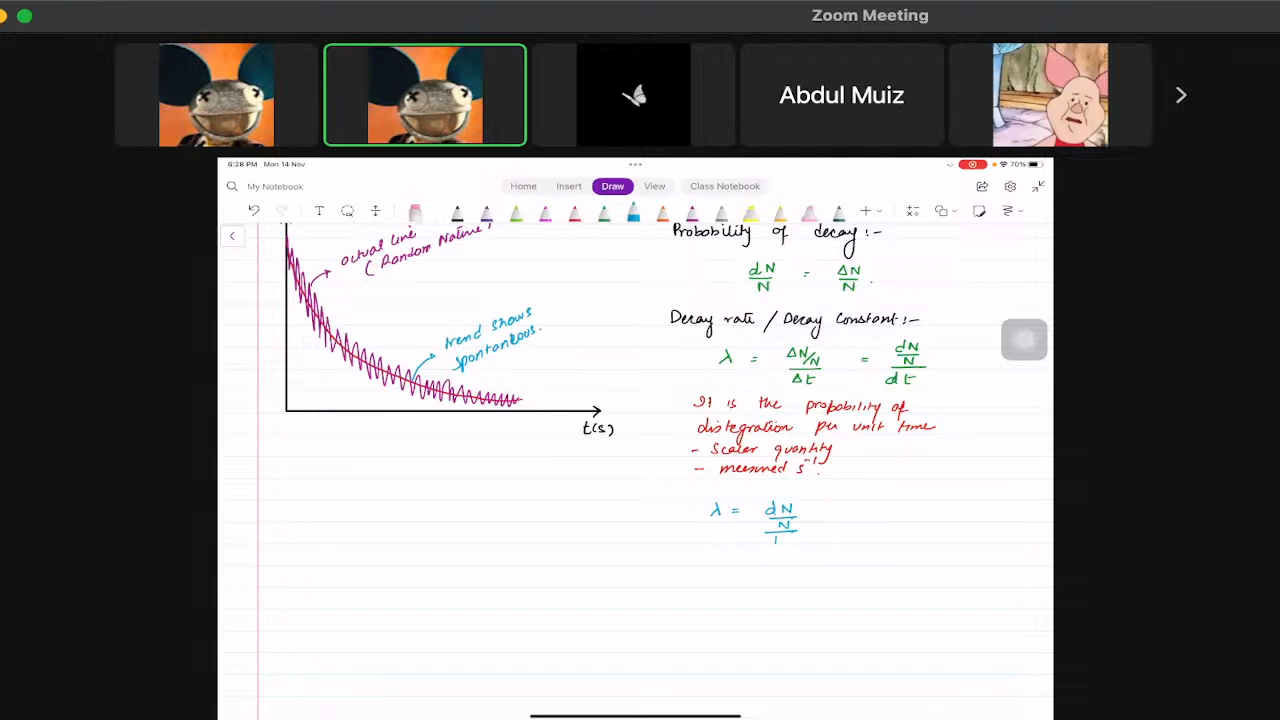 Zoom Meeting
Abdul Muiz
6:28 PM Mon 14 Nov
70%
My Notebook
Home Insert Draw View Class Notebook
actual line
( Random Nature )
trend shows
spontaneous.
t(s)
Probability of decay :-
dN/N = ΔN/N .
Decay rate / Decay Constant :-
λ = (ΔN/N)/Δt = (dN/N)/dt
It is the probability of
distegration per unit time
- Scaler quantity
- measured s⁻¹.
λ = dN/N